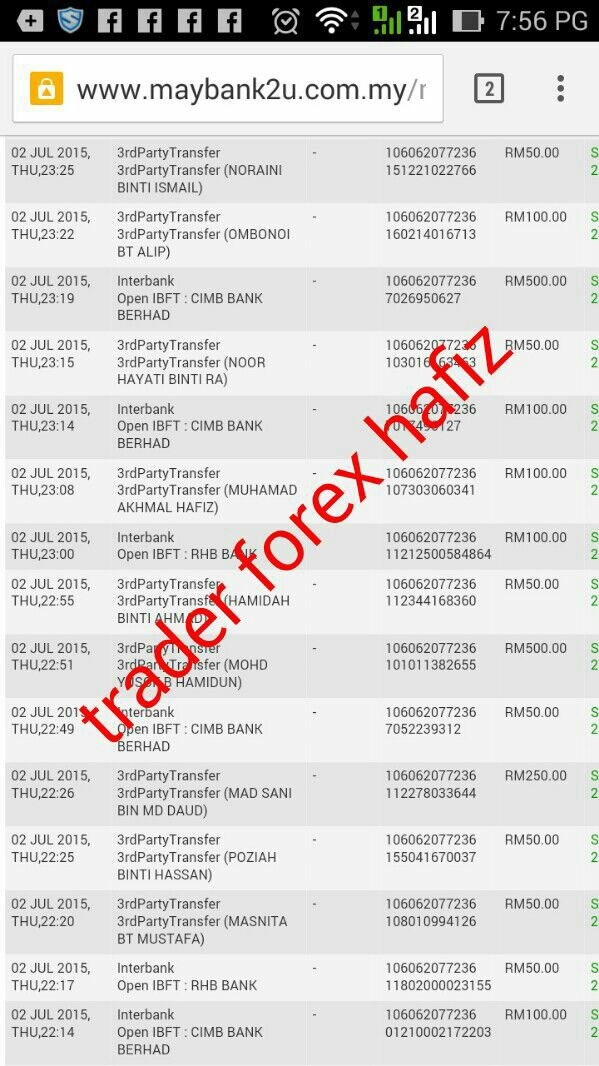 7:56 PG
www.maybank2u.com.my/r
2
02 JUL 2015, 3rdPartyTransfer - 106062077236 RM50.00 S
THU,23:25 3rdPartyTransfer (NORAINI 151221022766 2
BINTI ISMAIL)
02 JUL 2015, 3rdPartyTransfer - 106062077236 RM100.00 S
THU,23:22 3rdPartyTransfer (OMBONOI 160214016713 2
BT ALIP)
02 JUL 2015, Interbank - 106062077236 RM500.00 S
THU,23:19 Open IBFT : CIMB BANK 7026950627 2
BERHAD
02 JUL 2015, 3rdPartyTransfer - 106062077236 RM50.00 S
THU,23:15 3rdPartyTransfer (NOOR 2
HAYATI BINTI RA)
02 JUL 2015, Interbank - 106062077236 RM100.00 S
THU,23:14 Open IBFT : CIMB BANK 2
BERHAD
02 JUL 2015, 3rdPartyTransfer - 106062077236 RM100.00 S
THU,23:08 3rdPartyTransfer (MUHAMAD 107303060341 2
AKHMAL HAFIZ)
02 JUL 2015, Interbank - 106062077236 RM100.00 S
THU,23:00 Open IBFT : RHB BANK 11212500584864 2
02 JUL 2015, 3rdPartyTransfer - 106062077236 RM50.00 S
THU,22:55 3rdPartyTransfer (HAMIDAH 112344168360 2
BINTI AHMAD)
02 JUL 2015, 3rdPartyTransfer - 106062077236 RM500.00 S
THU,22:51 3rdPartyTransfer (MOHD 101011382655 2
B HAMIDUN)
02 JUL 2015, Interbank - 106062077236 RM50.00 S
THU,22:49 Open IBFT : CIMB BANK 7052239312 2
BERHAD
02 JUL 2015, 3rdPartyTransfer - 106062077236 RM250.00 S
THU,22:26 3rdPartyTransfer (MAD SANI 112278033644 2
BIN MD DAUD)
02 JUL 2015, 3rdPartyTransfer - 106062077236 RM50.00 S
THU,22:25 3rdPartyTransfer (POZIAH 155041670037 2
BINTI HASSAN)
02 JUL 2015, 3rdPartyTransfer - 106062077236 RM50.00 S
THU,22:20 3rdPartyTransfer (MASNITA 108010994126 2
BT MUSTAFA)
02 JUL 2015, Interbank - 106062077236 RM50.00 S
THU,22:17 Open IBFT : RHB BANK 11802000023155 2
02 JUL 2015, Interbank - 106062077236 RM100.00 S
THU,22:14 Open IBFT : CIMB BANK 01210002172203 2
BERHAD
trader forex hafiz